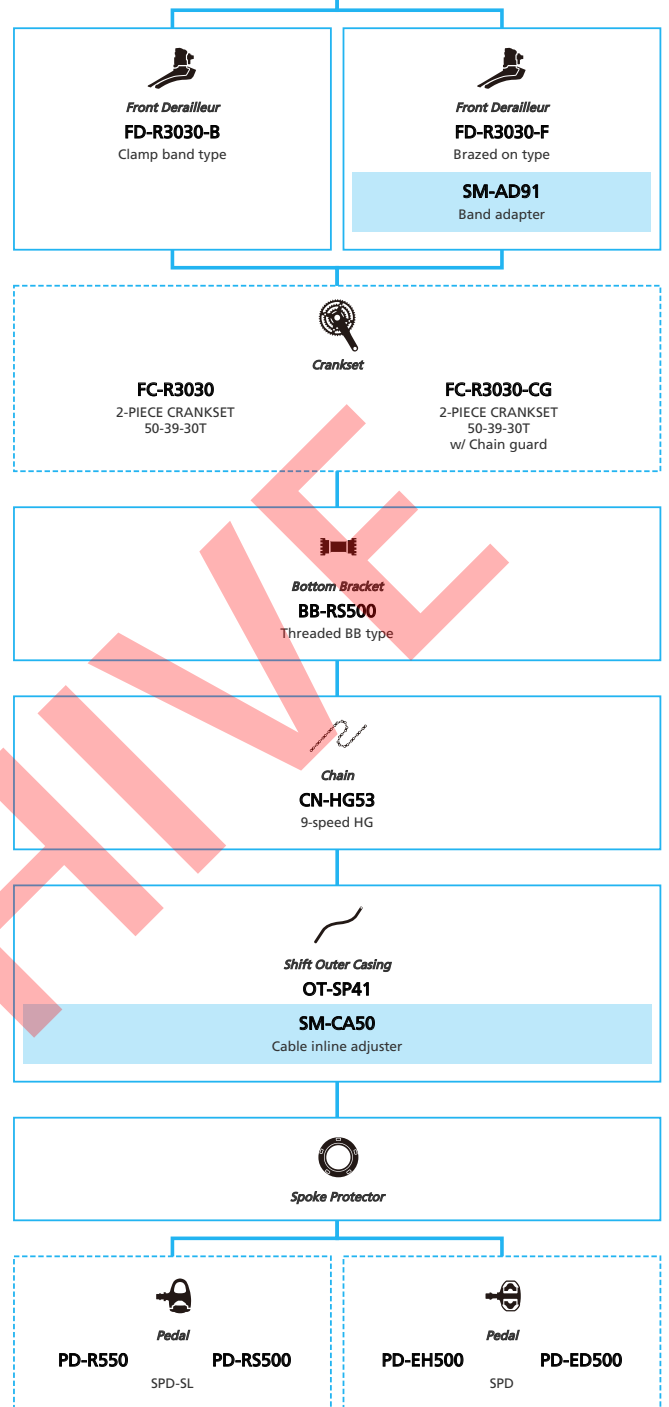 Front Derailleur
FD-R3030-B
Clamp band type
Front Derailleur
FD-R3030-F
Brazed on type
SM-AD91
Band adapter
Crankset
FC-R3030
2-PIECE CRANKSET
50-39-30T
FC-R3030-CG
2-PIECE CRANKSET
50-39-30T
w/ Chain guard
Bottom Bracket
BB-RS500
Threaded BB type
Chain
CN-HG53
9-speed HG
Shift Outer Casing
OT-SP41
SM-CA50
Cable inline adjuster
Spoke Protector
Pedal
PD-R550 PD-RS500
SPD-SL
Pedal
PD-EH500 PD-ED500
SPD
HIVE